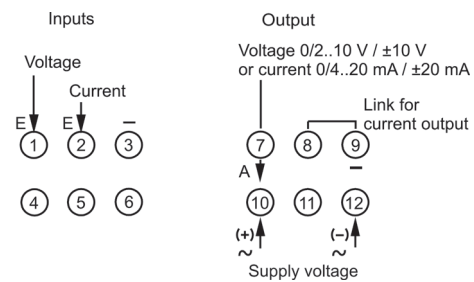 Inputs
Output
Voltage
Voltage 0/2..10 V / ±10 V
or current 0/4..20 mA / ±20 mA
Current
Link for
current output
E
E
–
1
2
3
7
8
9
A
–
4
5
6
10
11
12
(+)
(–)
~
~
Supply voltage